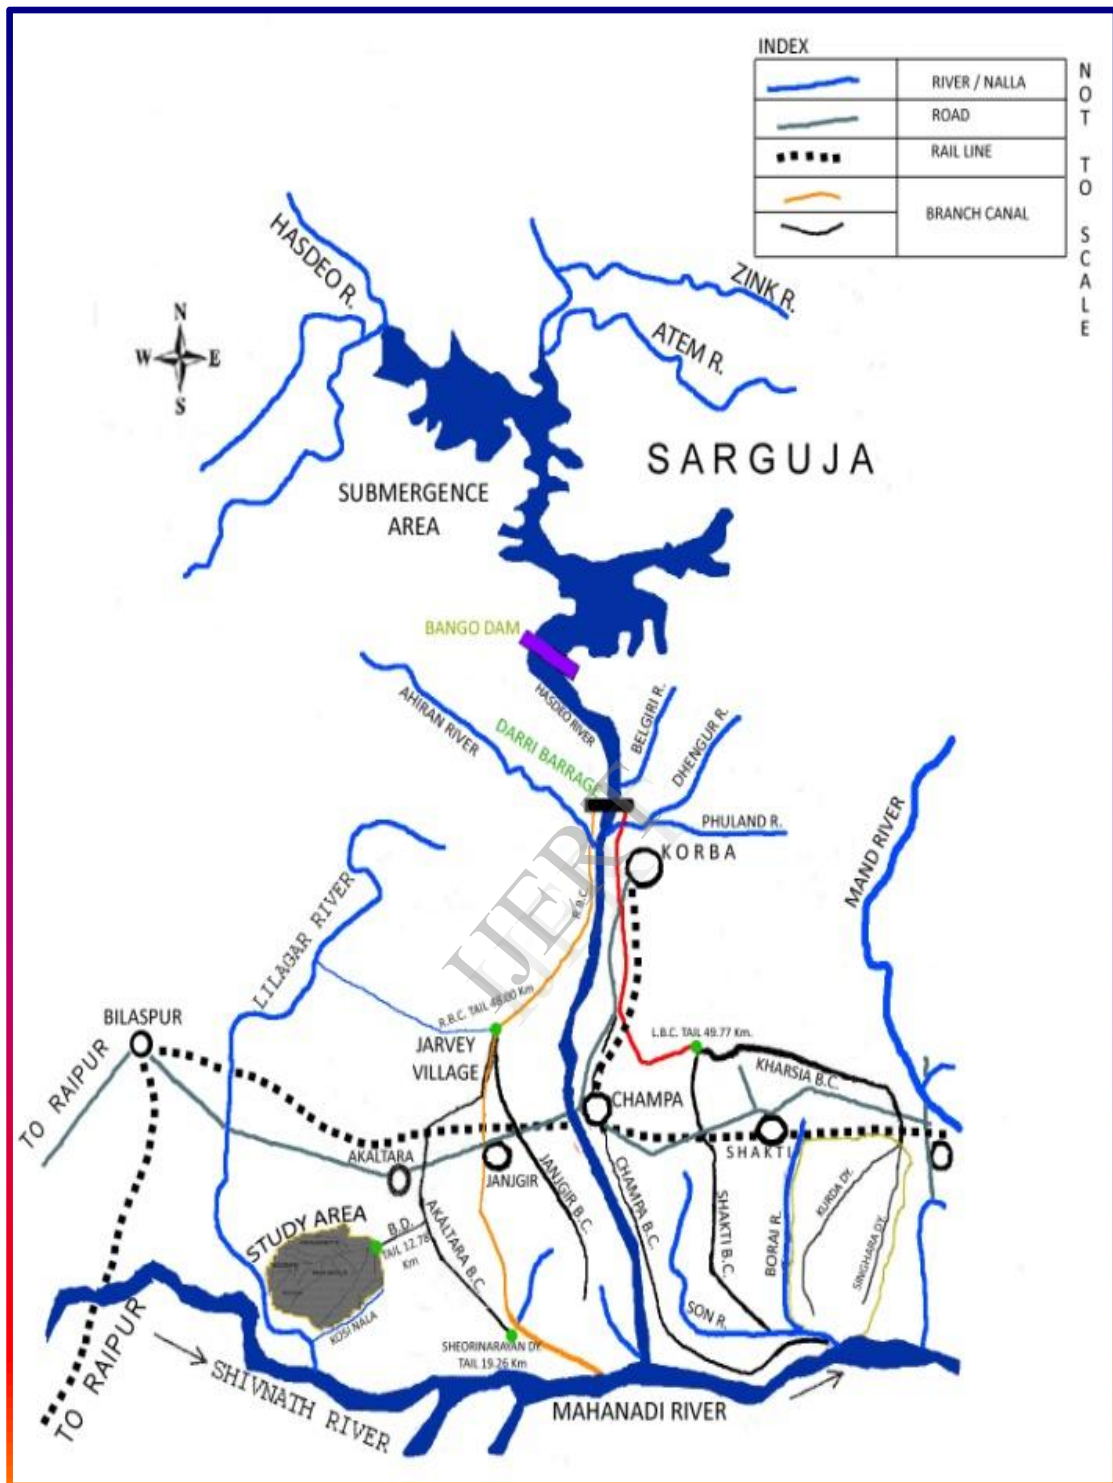 INDEX
RIVER / NALLA
ROAD
RAIL LINE
BRANCH CANAL
NOT TO SCALE
HASDEO R.
ZINK R.
ATEM R.
N
W E
S
SARGUJA
SUBMERGENCE
AREA
BANGO DAM
HASDEO RIVER
AHIRAN RIVER
BELGIRI R.
DHENGUR R.
DARRI BARRAGE
PHULAND R.
KORBA
MAND RIVER
R.B.C.
IJERT
LILAGAR RIVER
R.B.C. TAIL 48.00 Km
BILASPUR
JARVEY
VILLAGE
L.B.C. TAIL 49.77 Km.
KHARSIA B.C.
TO RAIPUR
CHAMPA
AKALTARA
JANJGIR
SHAKTI
JANJGIR B.C.
CHAMPA B.C.
SHAKTI B.C.
BORAI R.
KURDA DY.
SINGHARA DY.
STUDY AREA
B.D.
TAIL 12.78
Km
AKALTARA B.C.
KOSI NALA
SON R.
SHEORINARAYAN DY.
TAIL 19.26 Km
TO RAIPUR
SHIVNATH RIVER
MAHANADI RIVER